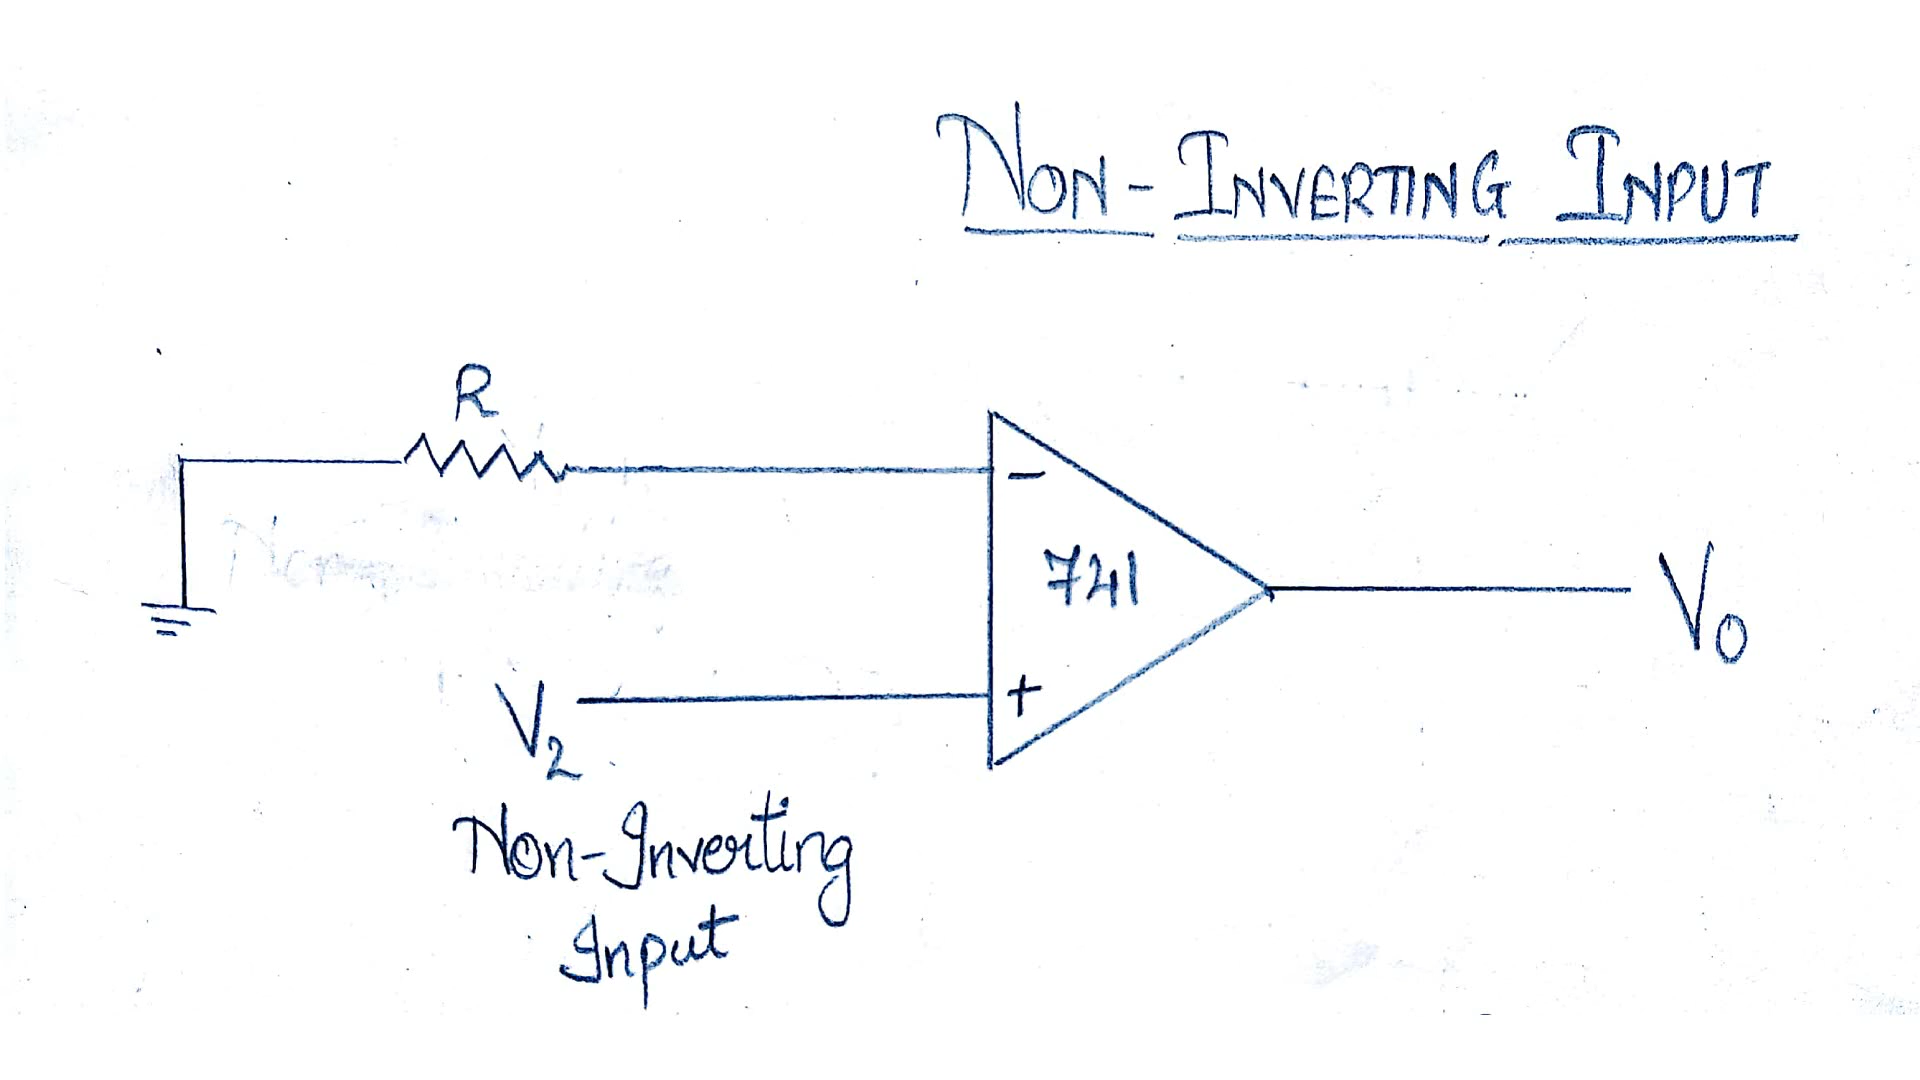 NON-INVERTING INPUT
R
-
741
V0
+
V2
Non-Inverting
Input